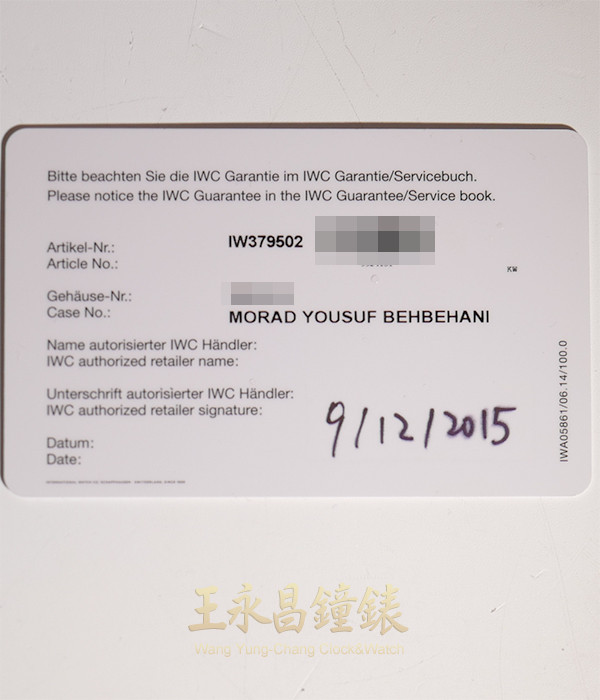 Bitte beachten Sie die IWC Garantie im IWC Garantie/Servicebuch.
Please notice the IWC Guarantee in the IWC Guarantee/Service book.
Artikel-Nr.:
Article No.:
IW379502
KW
Gehäuse-Nr.:
Case No.:
MORAD YOUSUF BEHBEHANI
Name autorisierter IWC Händler:
IWC authorized retailer name:
Unterschrift autorisierter IWC Händler:
IWC authorized retailer signature:
9/12/2015
Datum:
Date:
IWA05861/06.14/100.0
王永昌鐘錶
Wang Yung-Chang Clock&Watch